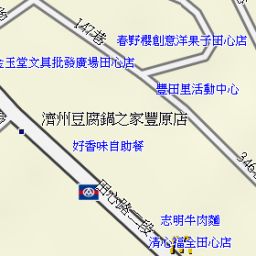 147巷
春野櫻創意洋果子田心店
金玉堂文具批發廣場田心店
豐田里活動中心
濟州豆腐鍋之家豐原店
346
好香味自助餐
田心路二段
志明牛肉麵
清心福全田心店